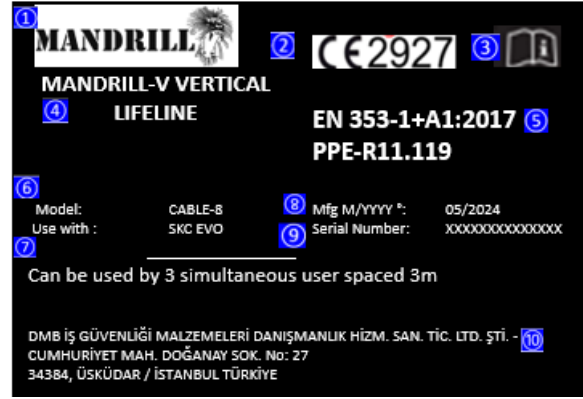 ① MANDRILL ② CE2927 ③
MANDRILL-V VERTICAL
④ LIFELINE
EN 353-1+A1:2017 ⑤
PPE-R11.119
⑥
Model: CABLE-8 ⑧ Mfg M/YYYY °: 05/2024
Use with : SKC EVO ⑨ Serial Number: XXXXXXXXXXXXXX
⑦
Can be used by 3 simultaneous user spaced 3m
DMB İŞ GÜVENLİĞİ MALZEMELERİ DANIŞMANLIK HİZM. SAN. TİC. LTD. ŞTİ. - ⑩
CUMHURİYET MAH. DOĞANAY SOK. No: 27
34384, ÜSKÜDAR / İSTANBUL TÜRKİYE